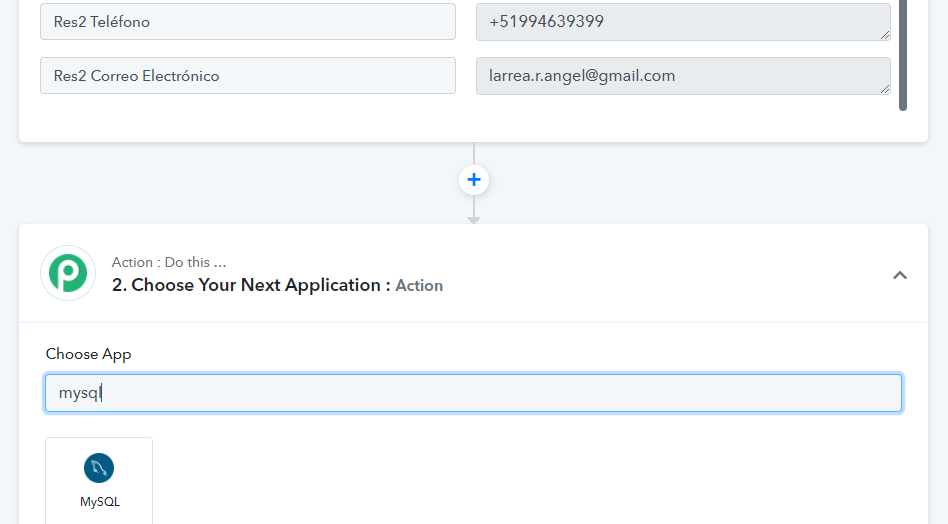 Res2 Teléfono
+51994639399
Res2 Correo Electrónico
larrea.r.angel@gmail.com
+
Action : Do this ...
2. Choose Your Next Application : Action
Choose App
mysql
MySQL